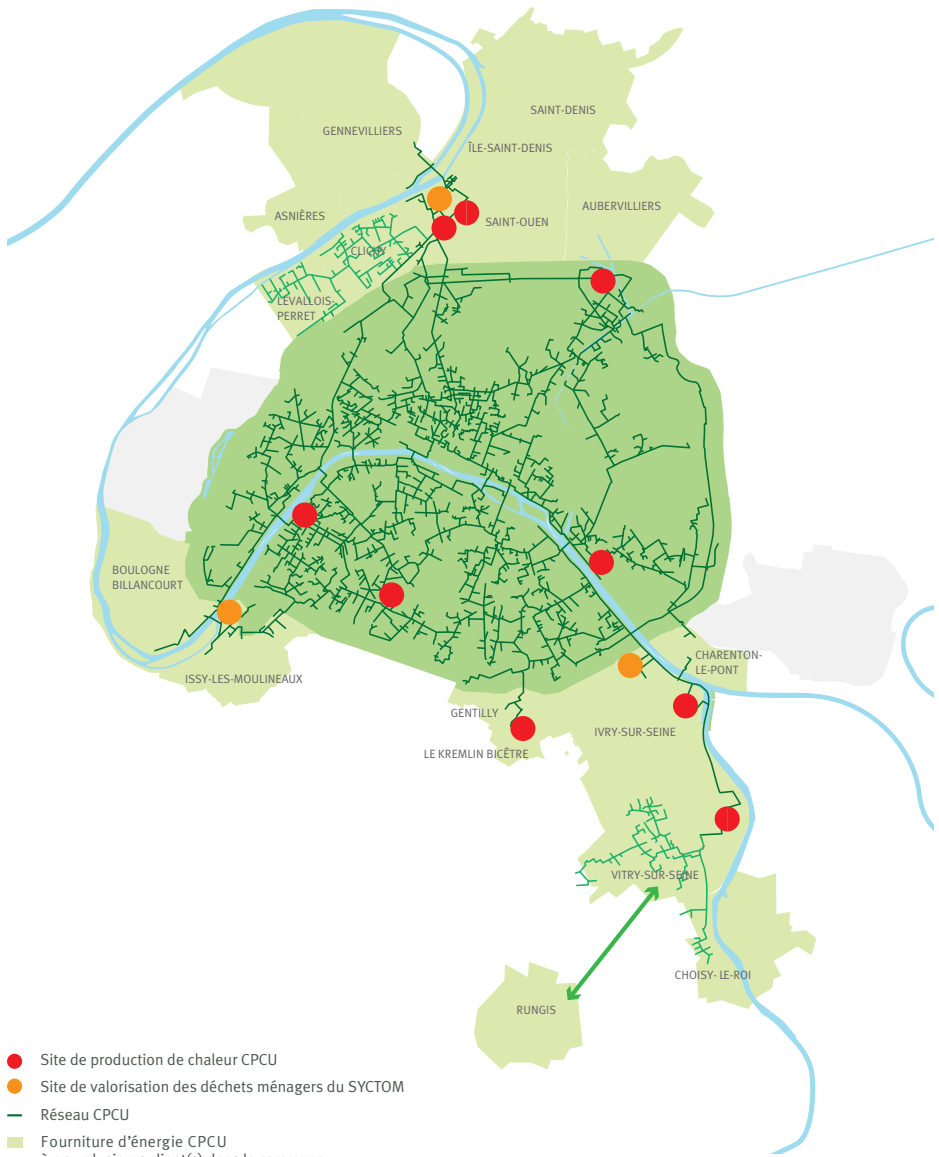 SAINT-DENIS
GENNEVILLIERS
ÎLE-SAINT-DENIS
AUBERVILLIERS
ASNIÈRES
SAINT-OUEN
CLICHY
LEVALLOIS-
PERRET
BOULOGNE
BILLANCOURT
CHARENTON-
LE-PONT
ISSY-LES-MOULINEAUX
GENTILLY
IVRY-SUR-SEINE
LE KREMLIN BICÊTRE
VITRY-SUR-SEINE
CHOISY- LE-ROI
RUNGIS
Site de production de chaleur CPCU
Site de valorisation des déchets ménagers du SYCTOM
Réseau CPCU
Fourniture d'énergie CPCU